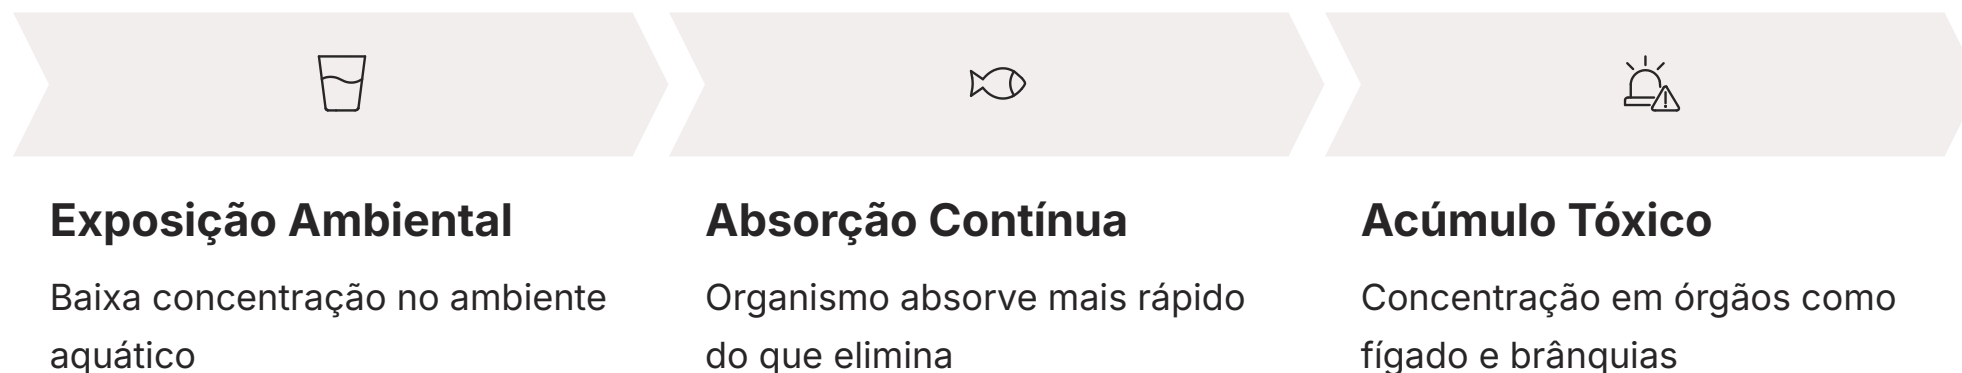 Exposição Ambiental
Baixa concentração no ambiente
aquático
Absorção Contínua
Organismo absorve mais rápido
do que elimina
Acúmulo Tóxico
Concentração em órgãos como
fígado e brânquias